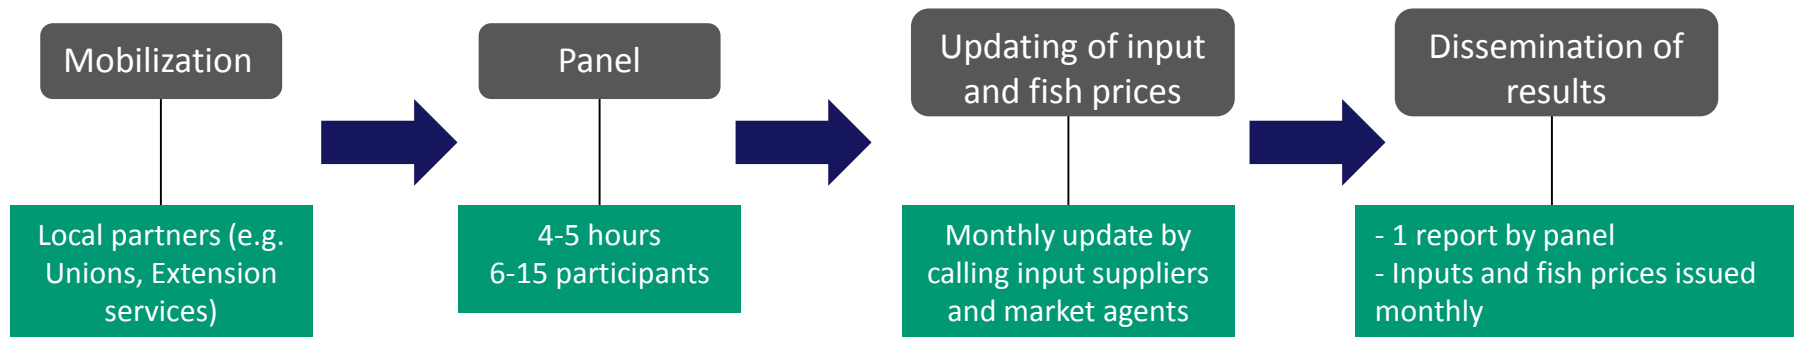 Mobilization
Panel
Updating of input
and fish prices
Dissemination of
results
Local partners (e.g.
Unions, Extension
services)
4-5 hours
6-15 participants
Monthly update by
calling input suppliers
and market agents
- 1 report by panel
- Inputs and fish prices issued
monthly